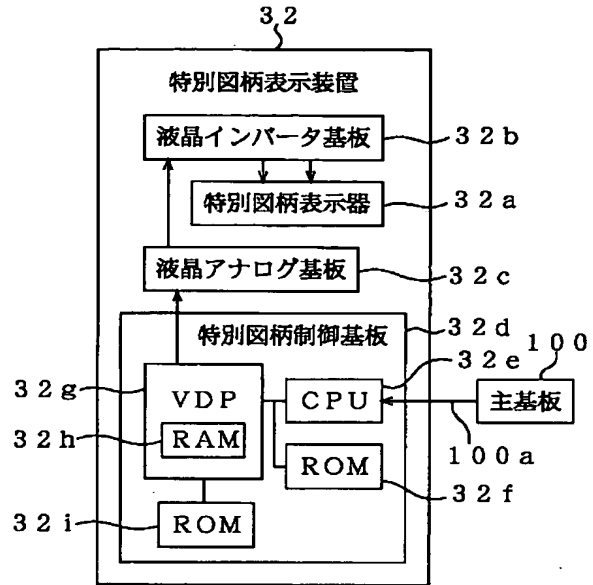 ３２
特別図柄表示装置
液晶インバータ基板
３２ｂ
特別図柄表示器
３２ａ
液晶アナログ基板
３２ｃ
特別図柄制御基板
３２ｄ
３２ｅ
１００
３２ｇ
ＶＤＰ
ＣＰＵ
主基板
３２ｈ
ＲＡＭ
１００ａ
ＲＯＭ
３２ｆ
３２ｉ
ＲＯＭ